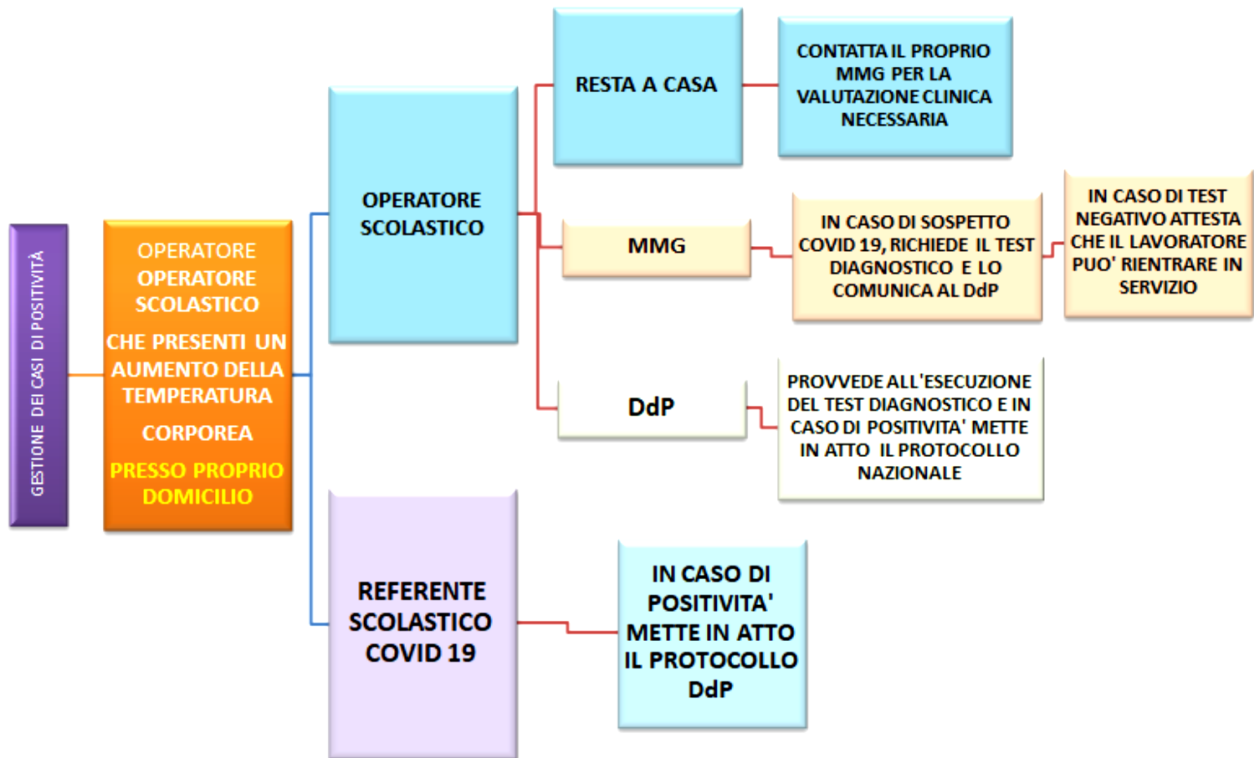 GESTIONE DEI CASI DI POSITIVITÀ
OPERATORE
OPERATORE
SCOLASTICO
CHE PRESENTI UN
AUMENTO DELLA
TEMPERATURA
CORPOREA
PRESSO PROPRIO
DOMICILIO
OPERATORE
SCOLASTICO
RESTA A CASA
CONTATTA IL PROPRIO
MMG PER LA
VALUTAZIONE CLINICA
NECESSARIA
MMG
IN CASO DI SOSPETTO
COVID 19, RICHIEDE IL TEST
DIAGNOSTICO E LO
COMUNICA AL DdP
IN CASO DI TEST
NEGATIVO ATTESTA
CHE IL LAVORATORE
PUO' RIENTRARE IN
SERVIZIO
DdP
PROVVEDE ALL'ESECUZIONE
DEL TEST DIAGNOSTICO E IN
CASO DI POSITIVITA' METTE
IN ATTO IL PROTOCOLLO
NAZIONALE
REFERENTE
SCOLASTICO
COVID 19
IN CASO DI
POSITIVITA'
METTE IN ATTO
IL PROTOCOLLO
DdP